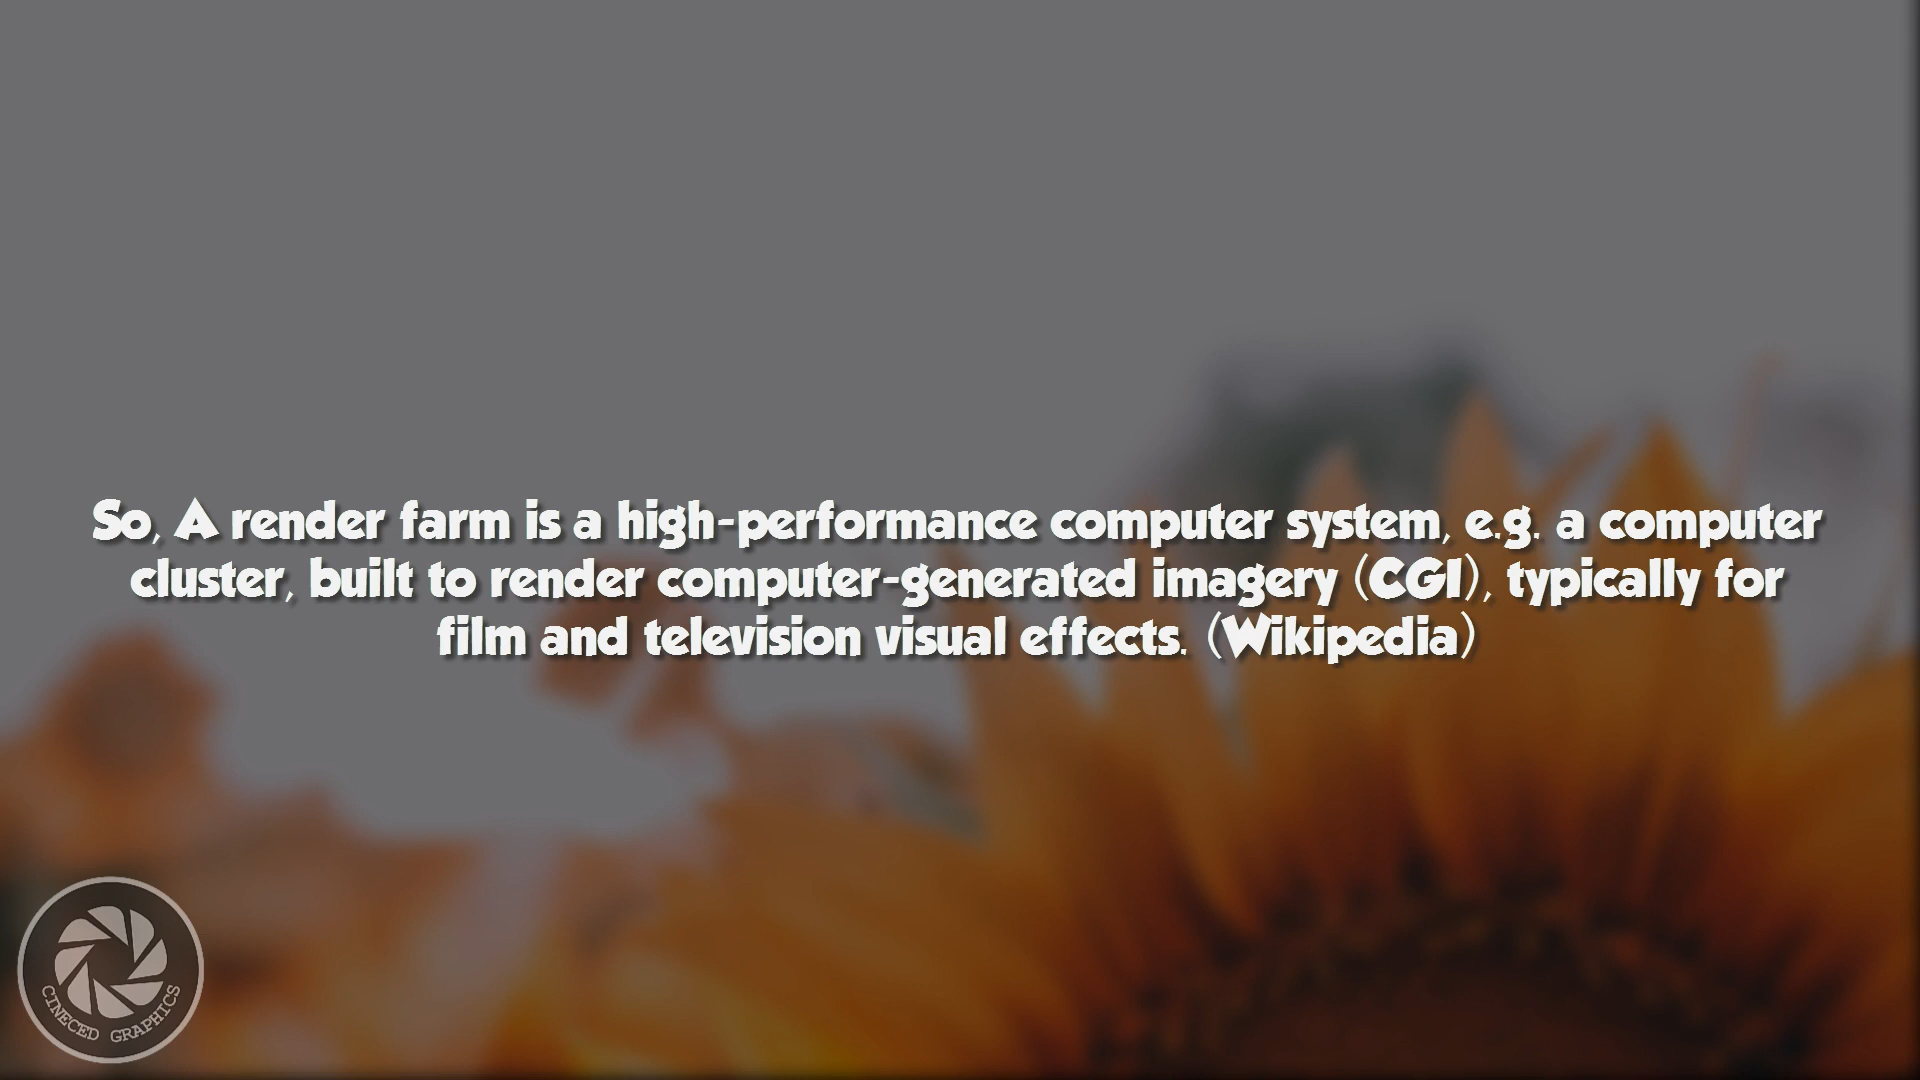 So, A render farm is a high-performance computer system, e.g. a computer
cluster, built to render computer-generated imagery (CGI), typically for
film and television visual effects. (Wikipedia)
CINECED GRAPHICS